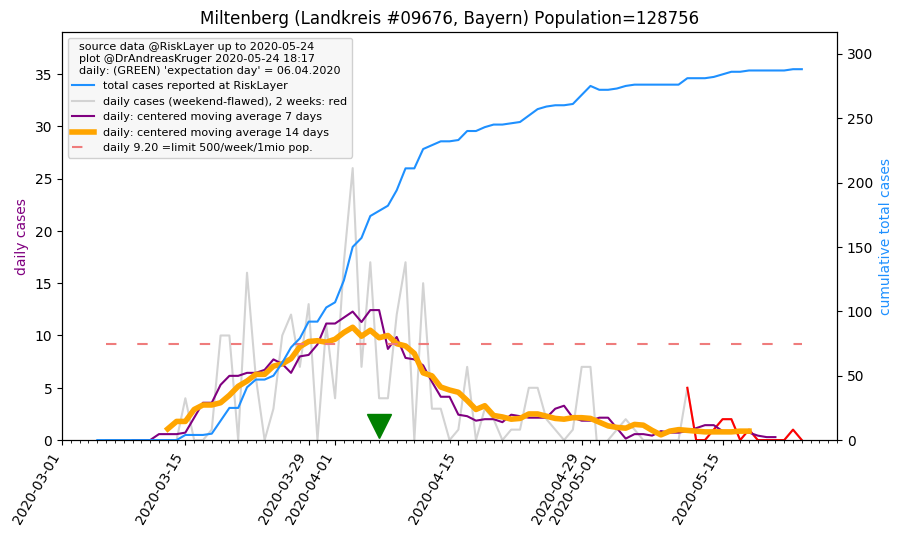 Miltenberg (Landkreis #09676, Bayern) Population=128756
source data @RiskLayer up to 2020-05-24
plot @DrAndreasKruger 2020-05-24 18:17
daily: (GREEN) 'expectation day' = 06.04.2020
total cases reported at RiskLayer
daily cases (weekend-flawed), 2 weeks: red
daily: centered moving average 7 days
daily: centered moving average 14 days
daily 9.20 =limit 500/week/1mio pop.
daily cases
35
30
25
20
15
10
5
0
cumulative total cases
300
250
200
150
100
50
0
2020-03-01
2020-03-15
2020-03-29
2020-04-01
2020-04-15
2020-04-29
2020-05-01
2020-05-15